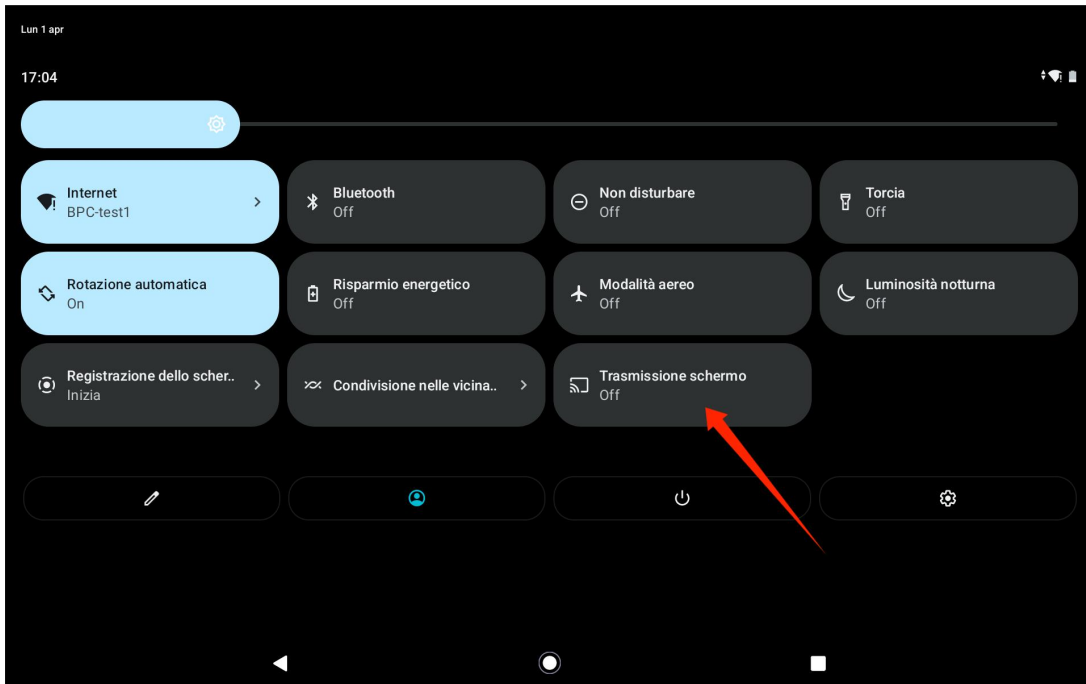 Lun 1 apr
17:04
Internet
BPC-test1
Bluetooth
Off
Non disturbare
Off
Torcia
Off
Rotazione automatica
On
Risparmio energetico
Off
Modalità aereo
Off
Luminosità notturna
Off
Registrazione dello scher..
Inizia
Condivisione nelle vicina..
Trasmissione schermo
Off